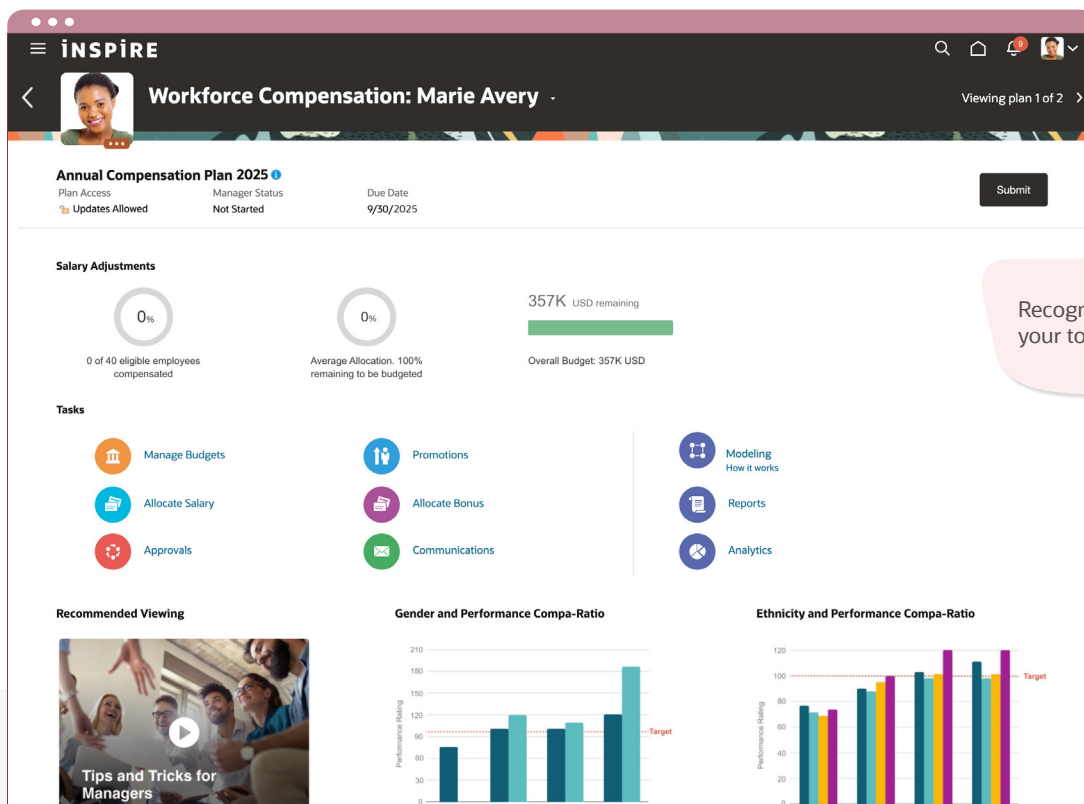 iNSPiRE
9
Workforce Compensation: Marie Avery
Viewing plan 1 of 2
Annual Compensation Plan 2025
Plan Access
Manager Status
Due Date
Updates Allowed
Not Started
9/30/2025
Submit
Salary Adjustments
0%
0%
357K USD remaining
0 of 40 eligible employees
compensated
Average Allocation. 100%
remaining to be budgeted
Overall Budget: 357K USD
Recogn
your to
Tasks
Manage Budgets
Promotions
Modeling
How it works
Allocate Salary
Allocate Bonus
Reports
Approvals
Communications
Analytics
Recommended Viewing
Gender and Performance Compa-Ratio
Ethnicity and Performance Compa-Ratio
Tips and Tricks for
Managers
210
180
150
120
90
60
30
0
Performance Rating
Target
120
100
80
60
40
20
0
Performance Rating
Target